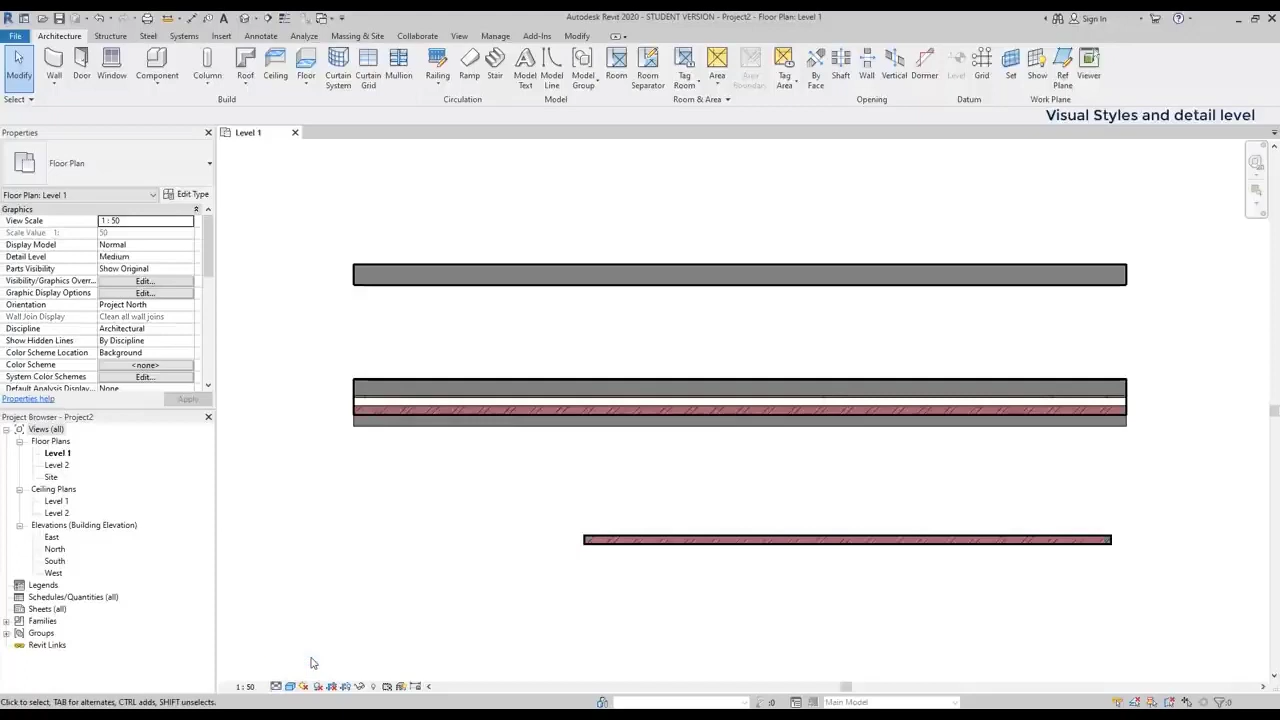 Autodesk Revit 2020 - STUDENT VERSION - Project2 - Floor Plan: Level 1
Sign In
File Architecture Structure Steel Systems Insert Annotate Analyze Massing & Site Collaborate View Manage Add-Ins Modify
Modify Wall Door Window Component Column Roof Ceiling Floor Curtain System Curtain Grid Mullion Railing Ramp Stair Model Text Model Line Model Group Room Room Separator Tag Room Area Area Boundary Tag Area By Face Shaft Wall Vertical Dormer Level Grid Set Show Ref Plane Viewer
Select Build Circulation Model Room & Area Opening Datum Work Plane
Visual Styles and detail level
Properties
Level 1
Floor Plan
Floor Plan: Level 1 Edit Type
Graphics
View Scale 1 : 50
Scale Value 1: 50
Display Model Normal
Detail Level Medium
Parts Visibility Show Original
Visibility/Graphics Overr... Edit...
Graphic Display Options Edit...
Orientation Project North
Wall Join Display Clean all wall joins
Discipline Architectural
Show Hidden Lines By Discipline
Color Scheme Location Background
Color Scheme <none>
System Color Schemes Edit...
Default Analysis Display... None
Properties help Apply
Project Browser - Project2
Views (all)
Floor Plans
Level 1
Level 2
Site
Ceiling Plans
Level 1
Level 2
Elevations (Building Elevation)
East
North
South
West
Legends
Schedules/Quantities (all)
Sheets (all)
Families
Groups
Revit Links
1 : 50
Click to select, TAB for alternates, CTRL adds, SHIFT unselects.
:0
Main Model
:0